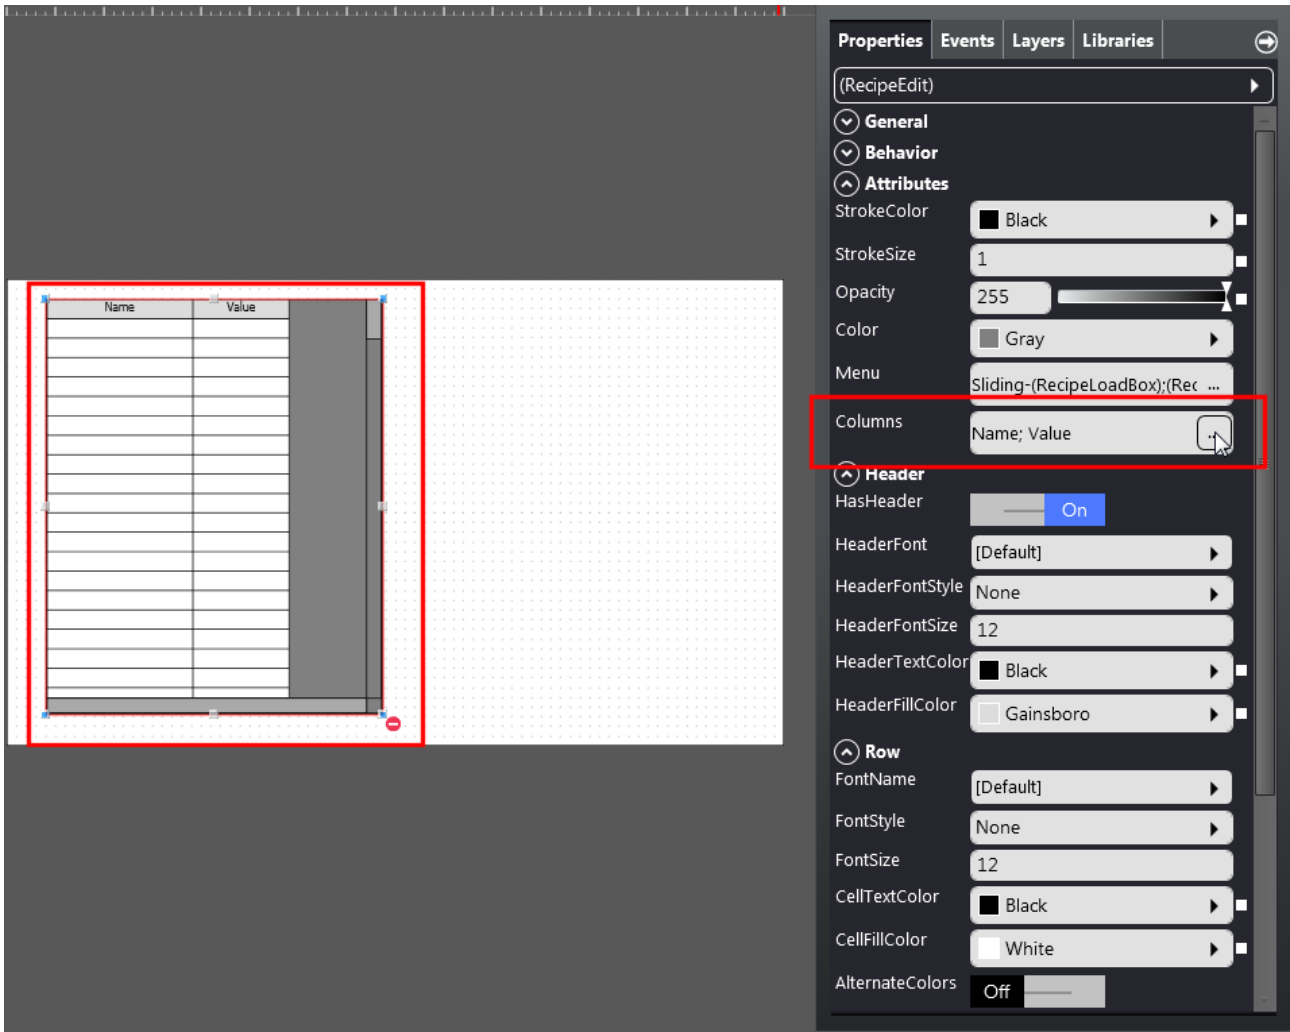 Properties Events Layers Libraries
(RecipeEdit)
General
Behavior
Attributes
StrokeColor Black
StrokeSize 1
Opacity 255
Color Gray
Menu Sliding-(RecipeLoadBox);(Rec ...
Columns Name; Value ...
Header
HasHeader On
HeaderFont [Default]
HeaderFontStyle None
HeaderFontSize 12
HeaderTextColor Black
HeaderFillColor Gainsboro
Row
FontName [Default]
FontStyle None
FontSize 12
CellTextColor Black
CellFillColor White
AlternateColors Off
Name Value